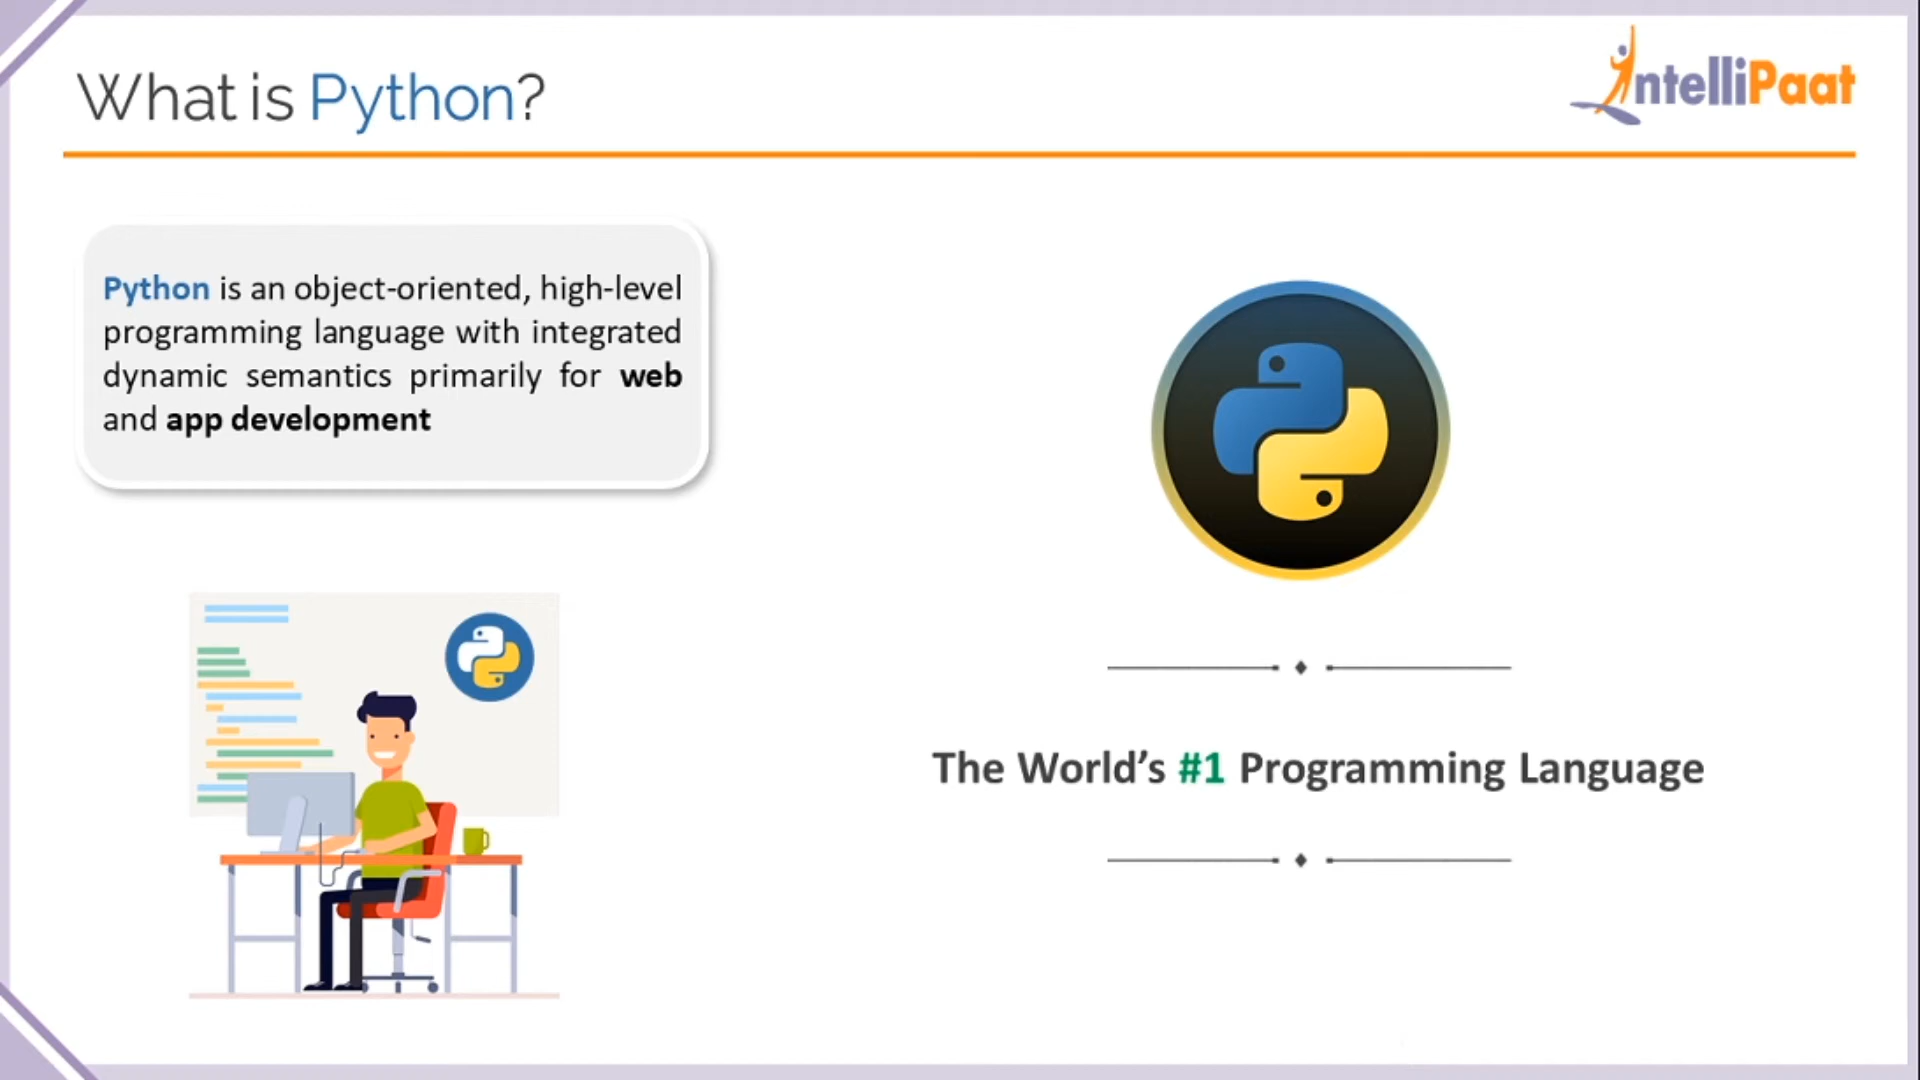 What is Python?
IntelliPaat
Python is an object-oriented, high-level
programming language with integrated
dynamic semantics primarily for web
and app development
The World’s #1 Programming Language